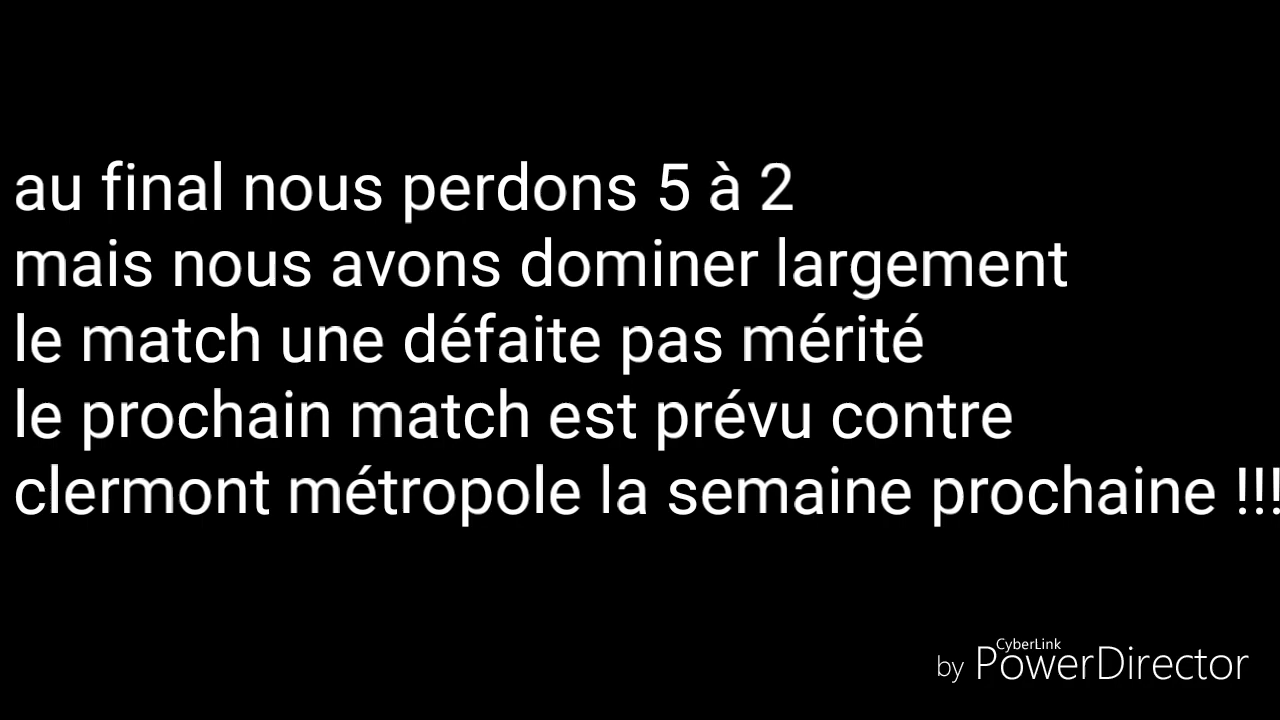 au final nous perdons 5 à 2
mais nous avons dominer largement
le match une défaite pas mérité
le prochain match est prévu contre
clermont métropole la semaine prochaine !!!
CyberLink
by PowerDirector